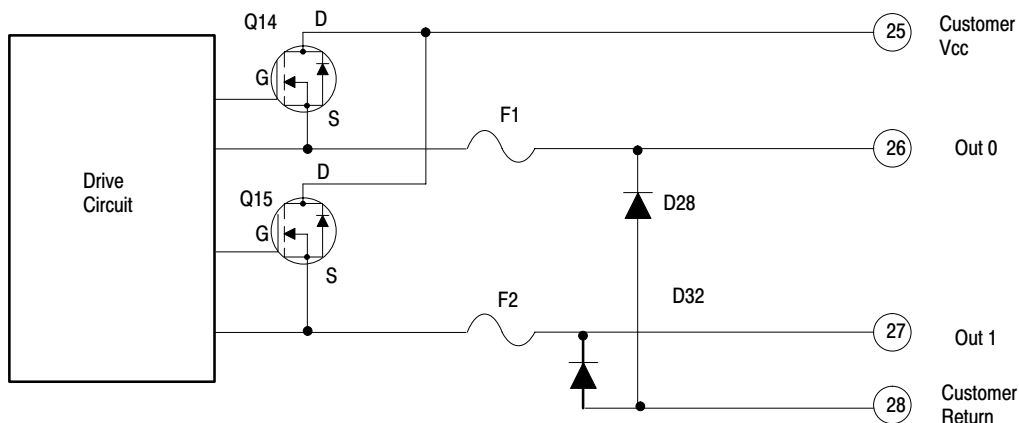 Q14
D
G
S
25
Customer
Vcc
F1
26
Out 0
Drive
Circuit
D
Q15
G
S
D28
D32
F2
27
Out 1
28
Customer
Return